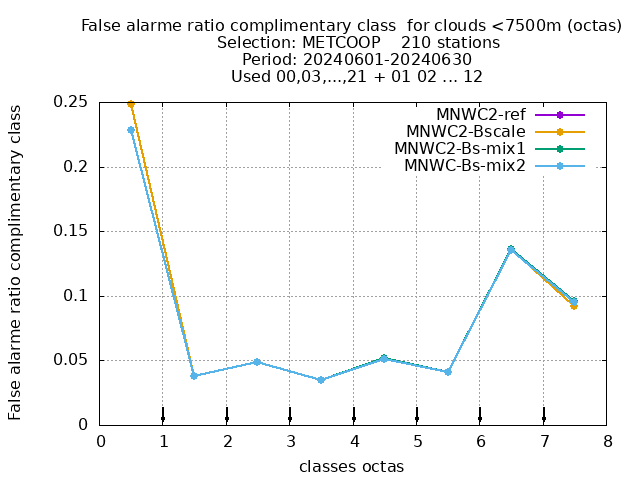 False alarme ratio complimentary class  for clouds <7500m (octas)
Selection: METCOOP    210 stations
Period: 20240601-20240630
Used 00,03,...,21 + 01 02 ... 12
MNWC2-ref
MNWC2-Bscale
MNWC2-Bs-mix1
MNWC-Bs-mix2
False alarme ratio complimentary class
0.25
0.2
0.15
0.1
0.05
0
0 1 2 3 4 5 6 7 8
classes octas